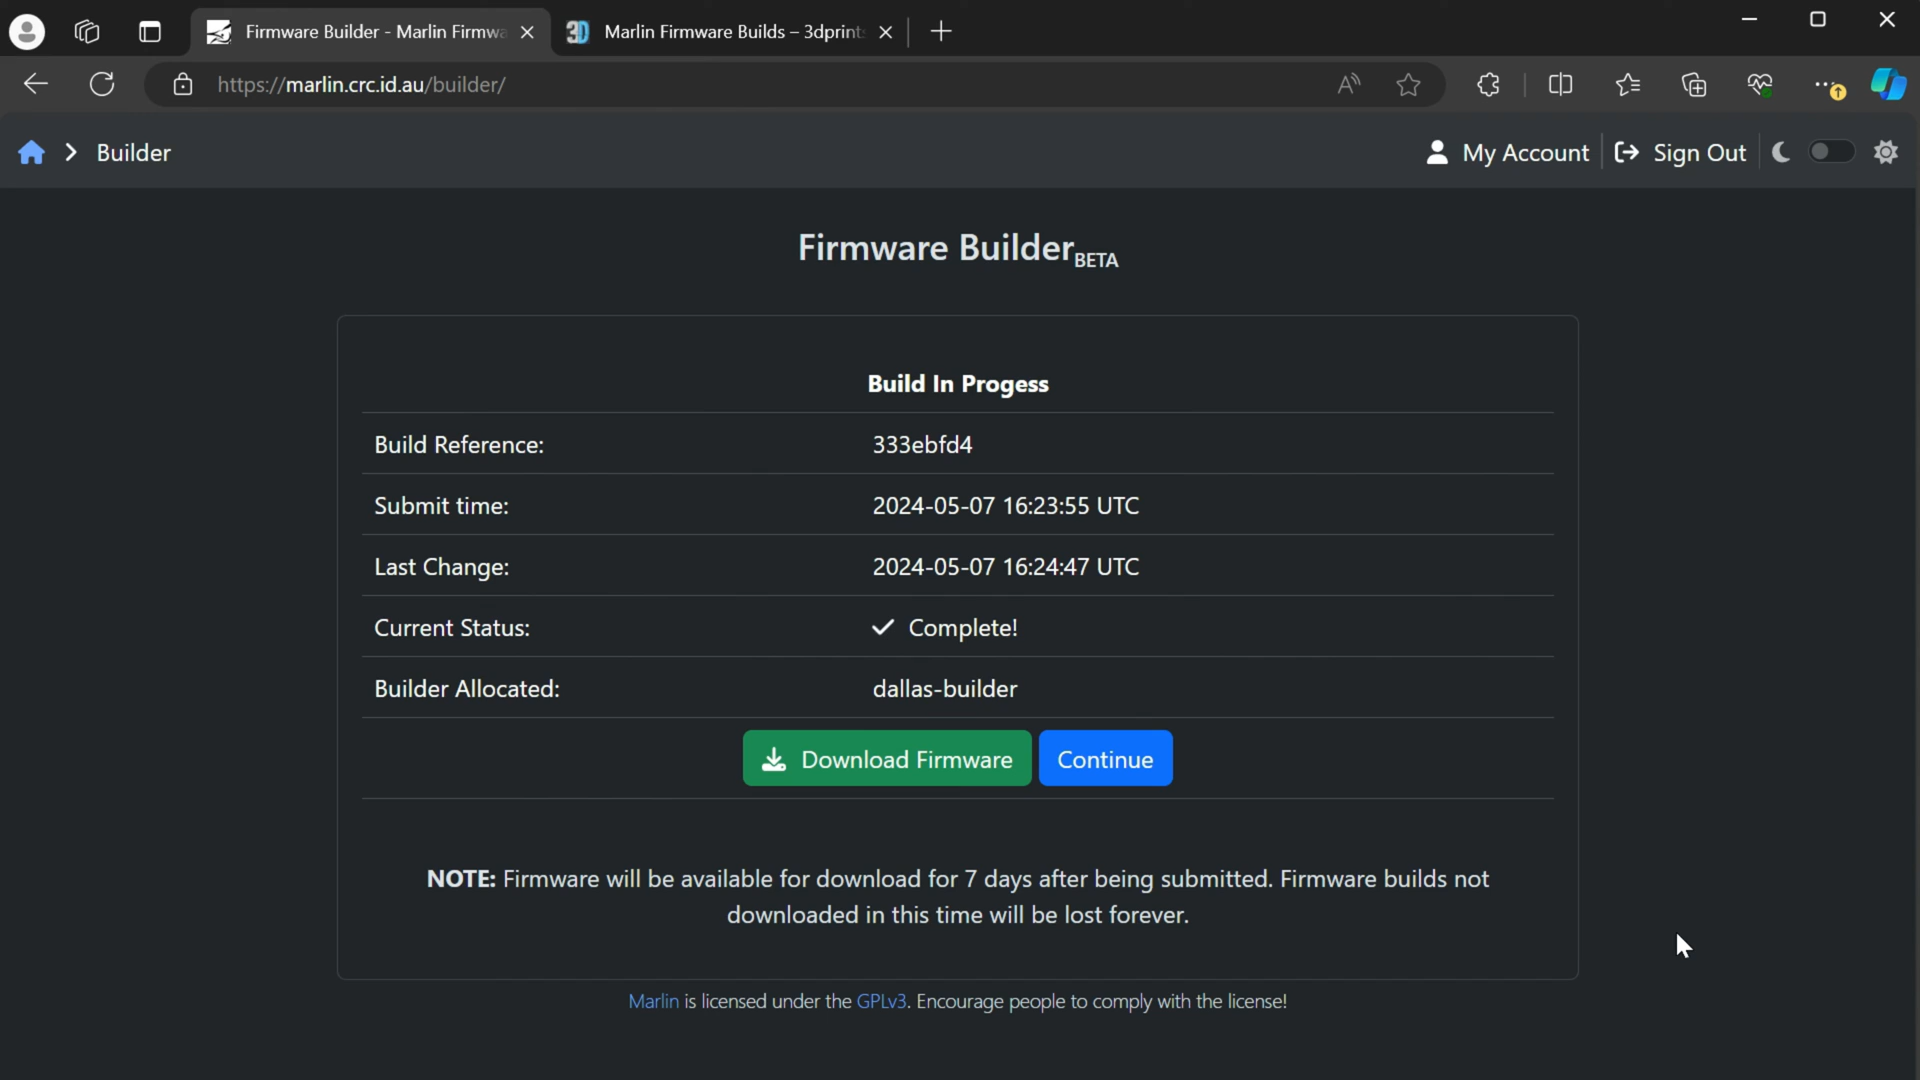 Firmware Builder - Marlin Firmwa
Marlin Firmware Builds – 3dprint
https://marlin.crc.id.au/builder/
Builder
My Account
Sign Out
Firmware Builder BETA
Build In Progess
Build Reference: 333ebfd4
Submit time: 2024-05-07 16:23:55 UTC
Last Change: 2024-05-07 16:24:47 UTC
Current Status: Complete!
Builder Allocated: dallas-builder
Download Firmware Continue
NOTE: Firmware will be available for download for 7 days after being submitted. Firmware builds not
downloaded in this time will be lost forever.
Marlin is licensed under the GPLv3. Encourage people to comply with the license!